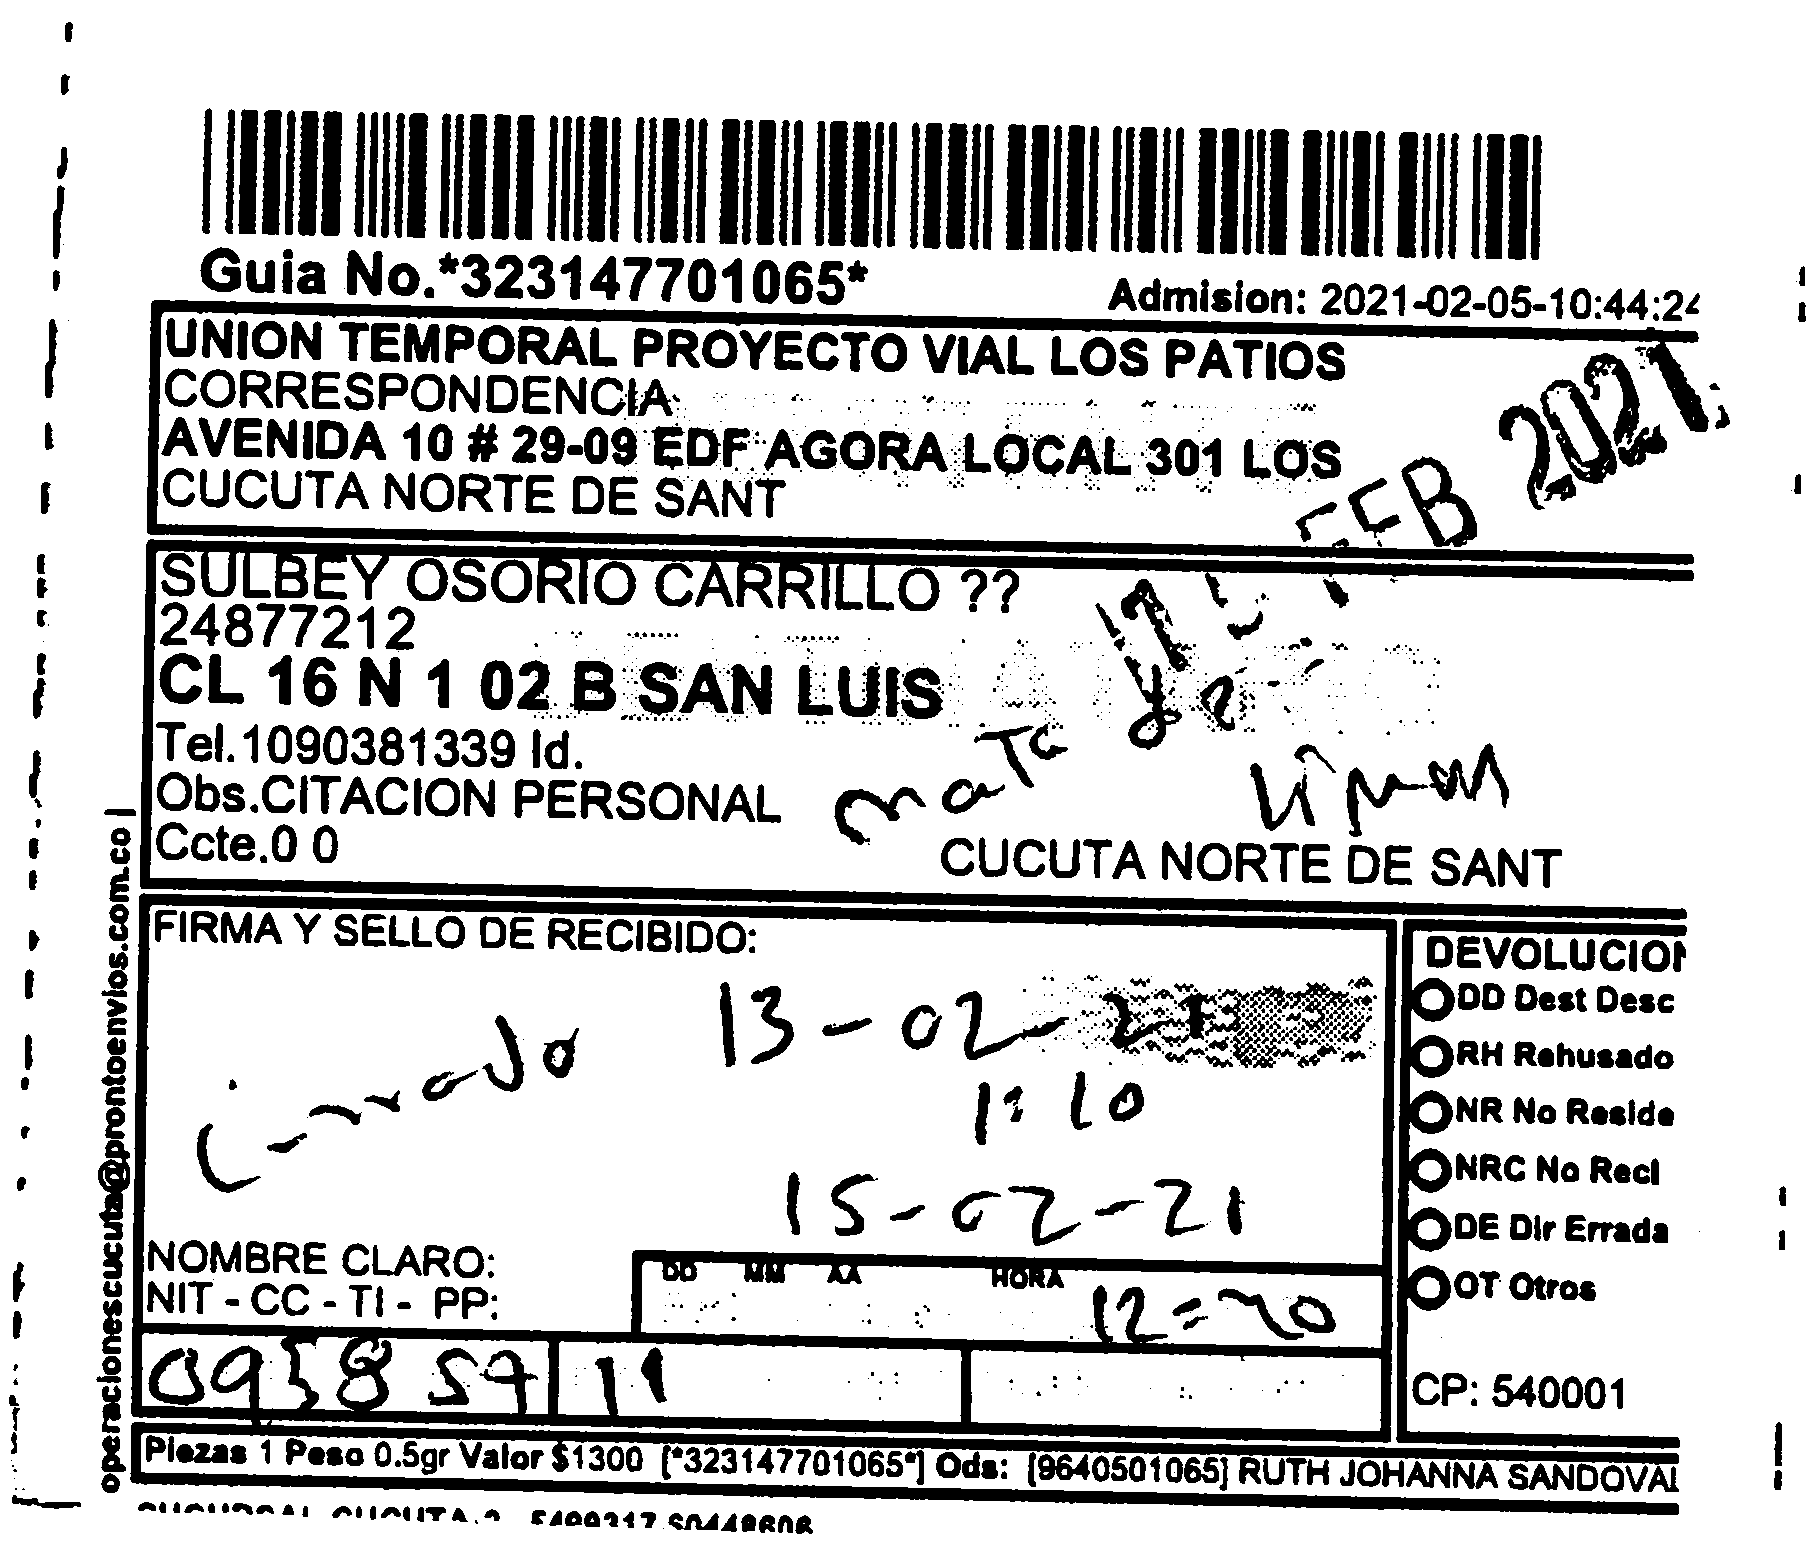 Guia No.*323147701065*
Admision: 2021-02-05-10:44:24
UNION TEMPORAL PROYECTO VIAL LOS PATIOS
CORRESPONDENCIA
AVENIDA 10 # 29-09 EDF AGORA LOCAL 301 LOS
CUCUTA NORTE DE SANT
FEB 2021
SULBEY OSORIO CARRILLO ??
24877212
CL 16 N 1 02 B SAN LUIS
Tel.1090381339 Id.
Obs.CITACION PERSONAL
Ccte.0 0
CUCUTA NORTE DE SANT
operacionescucuta@prontoenvios.com.co |
FIRMA Y SELLO DE RECIBIDO:
13-02-21
1:10
15-02-21
NOMBRE CLARO:
NIT - CC - TI - PP:
DD MM AA HORA
DEVOLUCION
DD Dest Desc
RH Rehusado
NR No Reside
NRC No Recl
DE Dir Errada
OT Otros
CP: 540001
Piezas 1 Peso 0.5gr Valor $1300 [*323147701065*] Ods: [9640501065] RUTH JOHANNA SANDOVAL